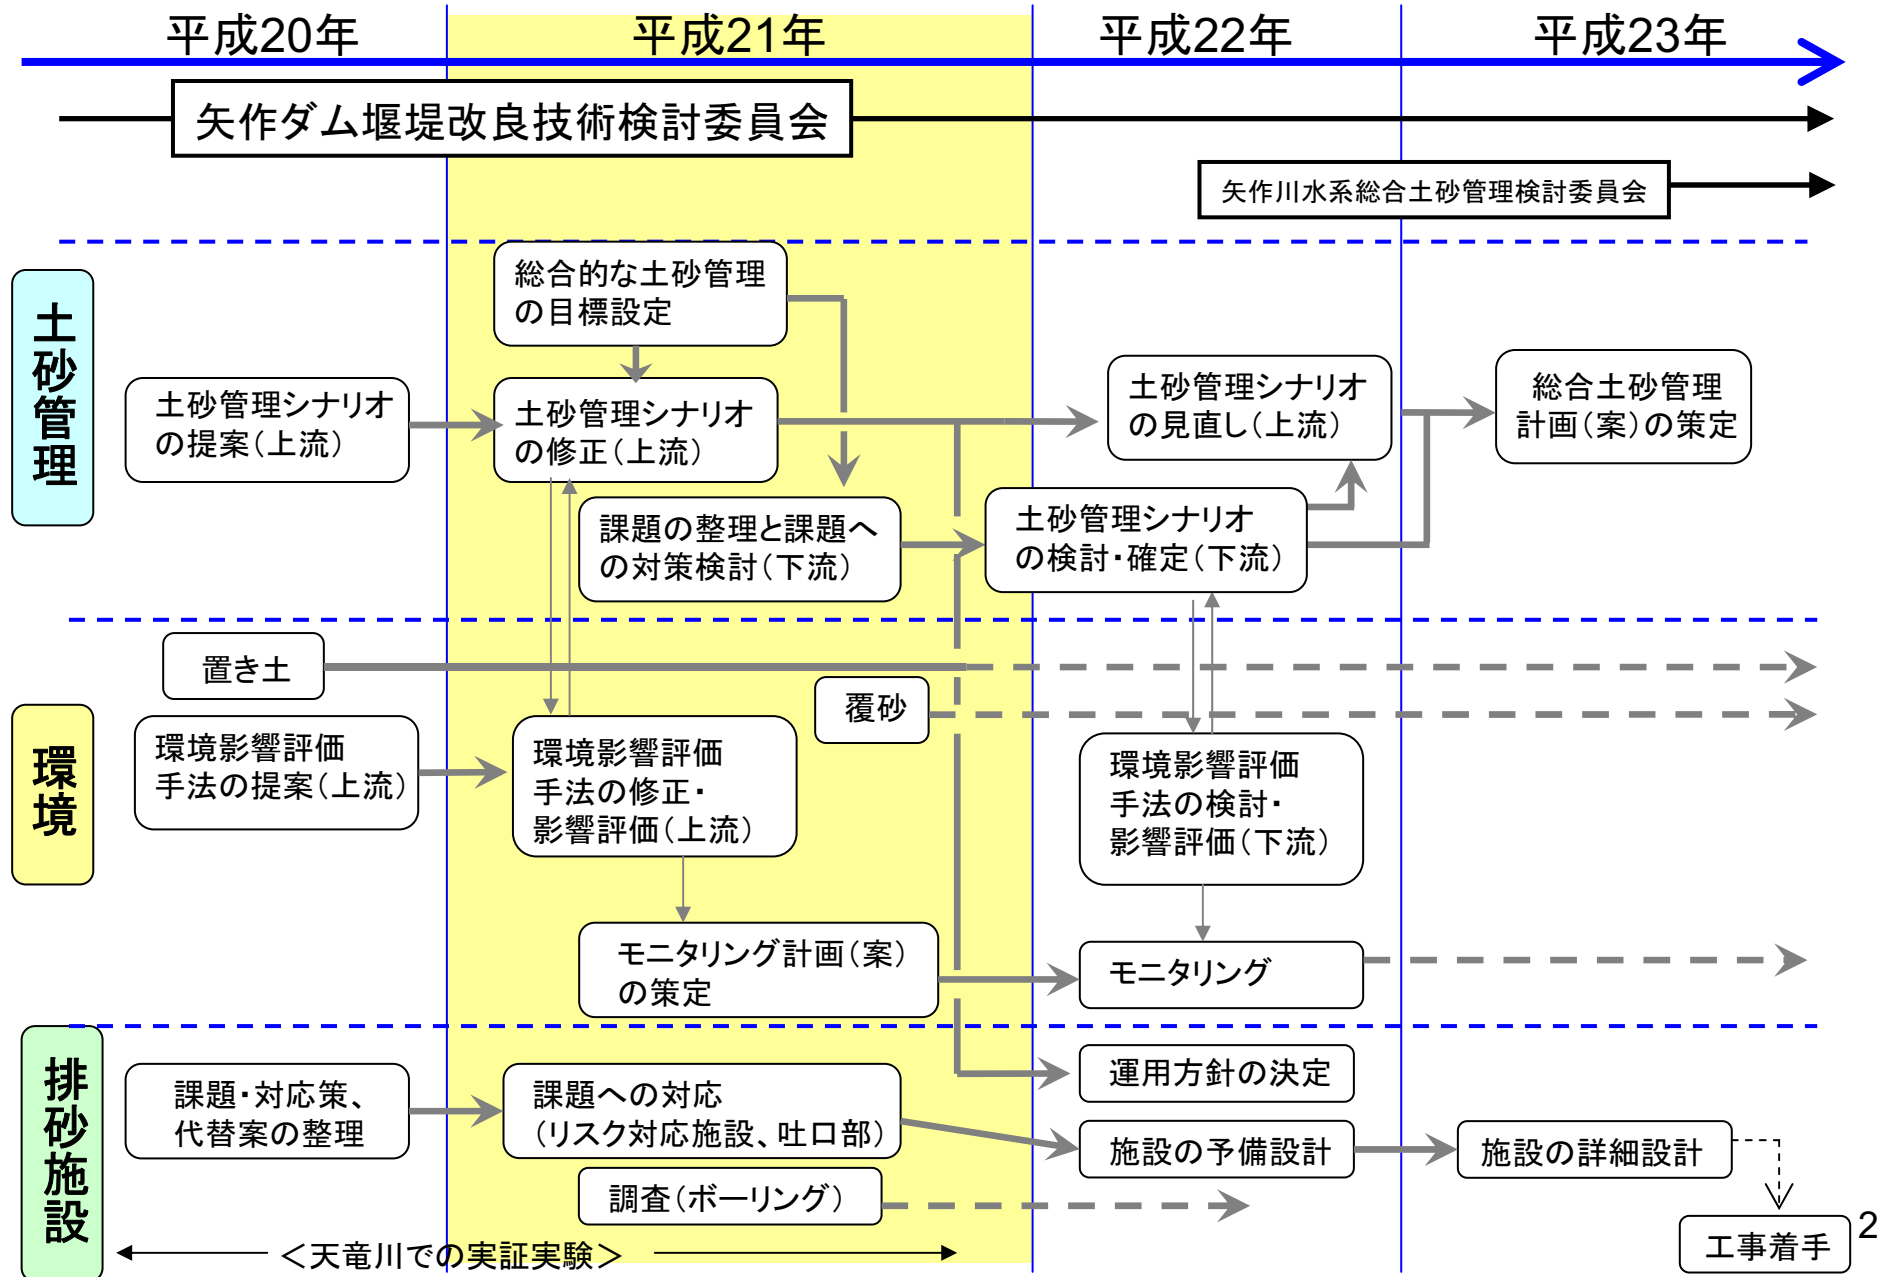 平成20年
平成21年
平成22年
平成23年
矢作ダム堰堤改良技術検討委員会
矢作川水系総合土砂管理検討委員会
土砂管理
総合的な土砂管理
の目標設定
土砂管理シナリオ
の提案(上流)
土砂管理シナリオ
の修正(上流)
土砂管理シナリオ
の見直し(上流)
総合土砂管理
計画(案)の策定
課題の整理と課題へ
の対策検討(下流)
土砂管理シナリオ
の検討・確定(下流)
環境
置き土
覆砂
環境影響評価
手法の提案(上流)
環境影響評価
手法の修正・
影響評価(上流)
環境影響評価
手法の検討・
影響評価(下流)
モニタリング計画(案)
の策定
モニタリング
排砂施設
課題・対応策、
代替案の整理
課題への対応
(リスク対応施設、吐口部)
運用方針の決定
施設の予備設計
施設の詳細設計
調査(ボーリング)
工事着手
<天竜川での実証実験>
2